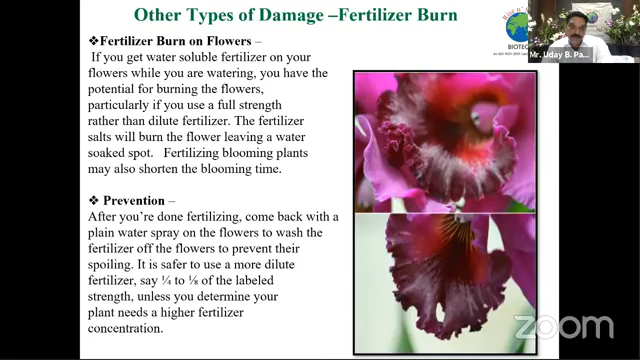 Other Types of Damage –Fertilizer Burn
❖Fertilizer Burn on Flowers –
If you get water soluble fertilizer on your
flowers while you are watering, you have the
potential for burning the flowers,
particularly if you use a full strength
rather than dilute fertilizer. The fertilizer
salts will burn the flower leaving a water
soaked spot. Fertilizing blooming plants
may also shorten the blooming time.
❖ Prevention –
After you’re done fertilizing, come back with a
plain water spray on the flowers to wash the
fertilizer off the flowers to prevent their
spoiling. It is safer to use a more dilute
fertilizer, say ¼ to ⅛ of the labeled
strength, unless you determine your
plant needs a higher fertilizer
concentration.
BIOTEC
Mr. Uday B. Pa...
zoom